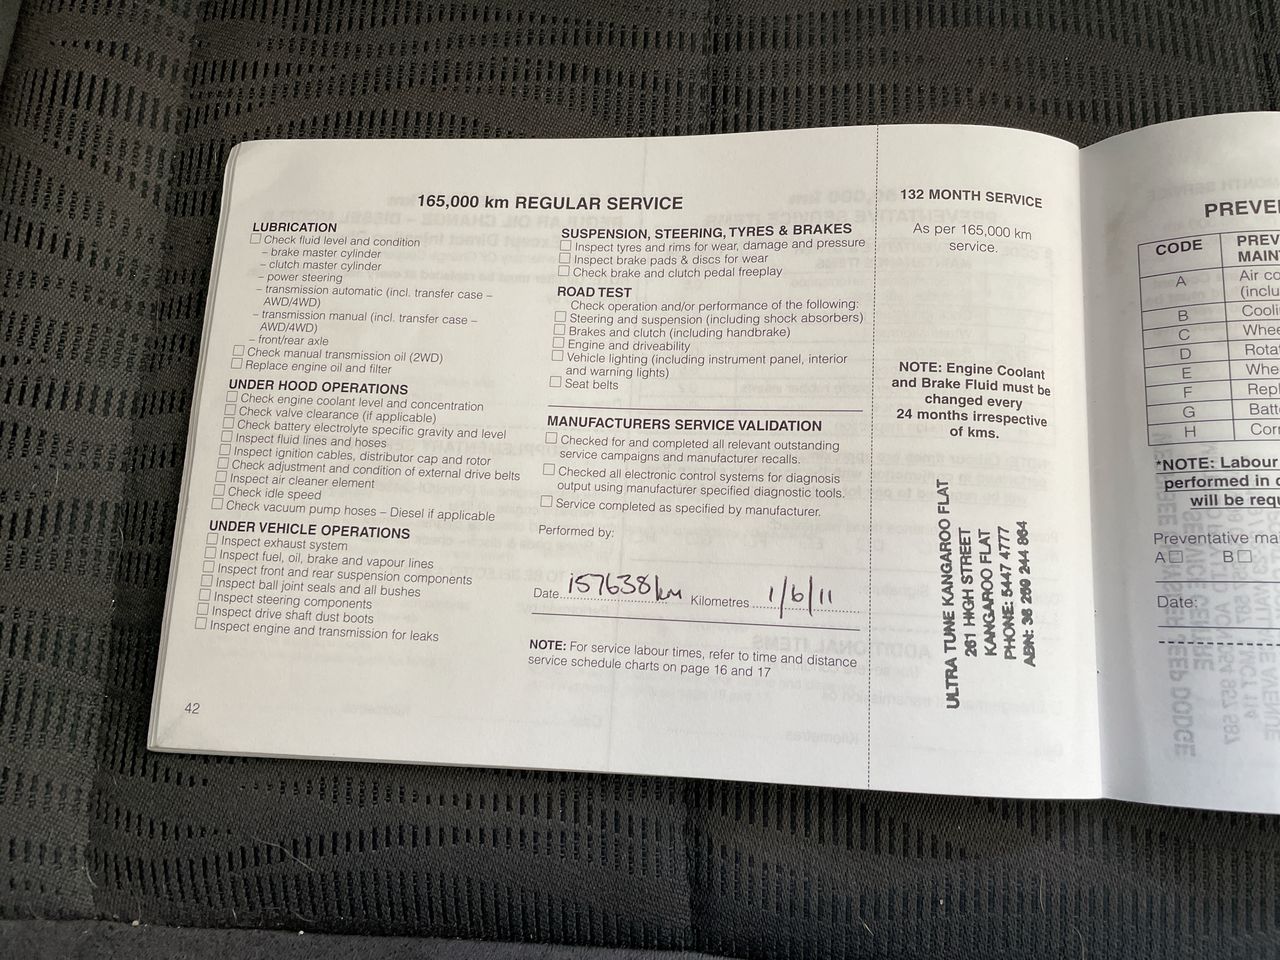 165,000 km REGULAR SERVICE
LUBRICATION
Check fluid level and condition
– brake master cylinder
– clutch master cylinder
– power steering
– transmission automatic (incl. transfer case –
AWD/4WD)
– transmission manual (incl. transfer case –
AWD/4WD)
– front/rear axle
Check manual transmission oil (2WD)
Replace engine oil and filter
UNDER HOOD OPERATIONS
Check engine coolant level and concentration
Check valve clearance (if applicable)
Check battery electrolyte specific gravity and level
Inspect fluid lines and hoses
Inspect ignition cables, distributor cap and rotor
Check adjustment and condition of external drive belts
Inspect air cleaner element
Check idle speed
Check vacuum pump hoses – Diesel if applicable
UNDER VEHICLE OPERATIONS
Inspect exhaust system
Inspect fuel, oil, brake and vapour lines
Inspect front and rear suspension components
Inspect ball joint seals and all bushes
Inspect steering components
Inspect drive shaft dust boots
Inspect engine and transmission for leaks
42
SUSPENSION, STEERING, TYRES & BRAKES
Inspect tyres and rims for wear, damage and pressure
Inspect brake pads & discs for wear
Check brake and clutch pedal freeplay
ROAD TEST
Check operation and/or performance of the following:
Steering and suspension (including shock absorbers)
Brakes and clutch (including handbrake)
Engine and driveability
Vehicle lighting (including instrument panel, interior
and warning lights)
Seat belts
MANUFACTURERS SERVICE VALIDATION
Checked for and completed all relevant outstanding
service campaigns and manufacturer recalls.
Checked all electronic control systems for diagnosis
output using manufacturer specified diagnostic tools.
Service completed as specified by manufacturer.
Performed by:
Date 157638km Kilometres 1/6/11
NOTE: For service labour times, refer to time and distance
service schedule charts on page 16 and 17
132 MONTH SERVICE
As per 165,000 km
service.
NOTE: Engine Coolant
and Brake Fluid must be
changed every
24 months irrespective
of kms.
ULTRA TUNE KANGAROO FLAT
261 HIGH STREET
KANGAROO FLAT
PHONE: 5447 4777
ABN: 36 269 244 864
PREVE
CODE PREV
MAIN
A Air co
(inclu
B Cooli
C Whee
D Rotat
E Whe
F Repl
G Batt
H Corr
*NOTE: Labour
performed in c
will be requ
Preventative mai
A B
Date: